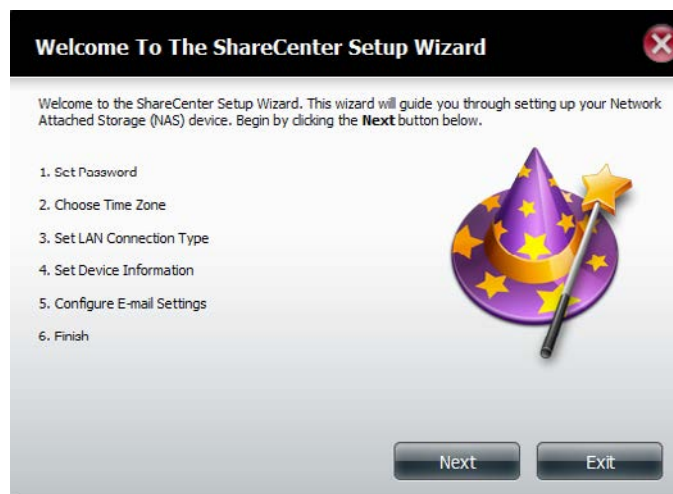 Welcome To The ShareCenter Setup Wizard
Welcome to the ShareCenter Setup Wizard. This wizard will guide you through setting up your Network
Attached Storage (NAS) device. Begin by clicking the Next button below.
1. Set Password
2. Choose Time Zone
3. Set LAN Connection Type
4. Set Device Information
5. Configure E-mail Settings
6. Finish
Next Exit